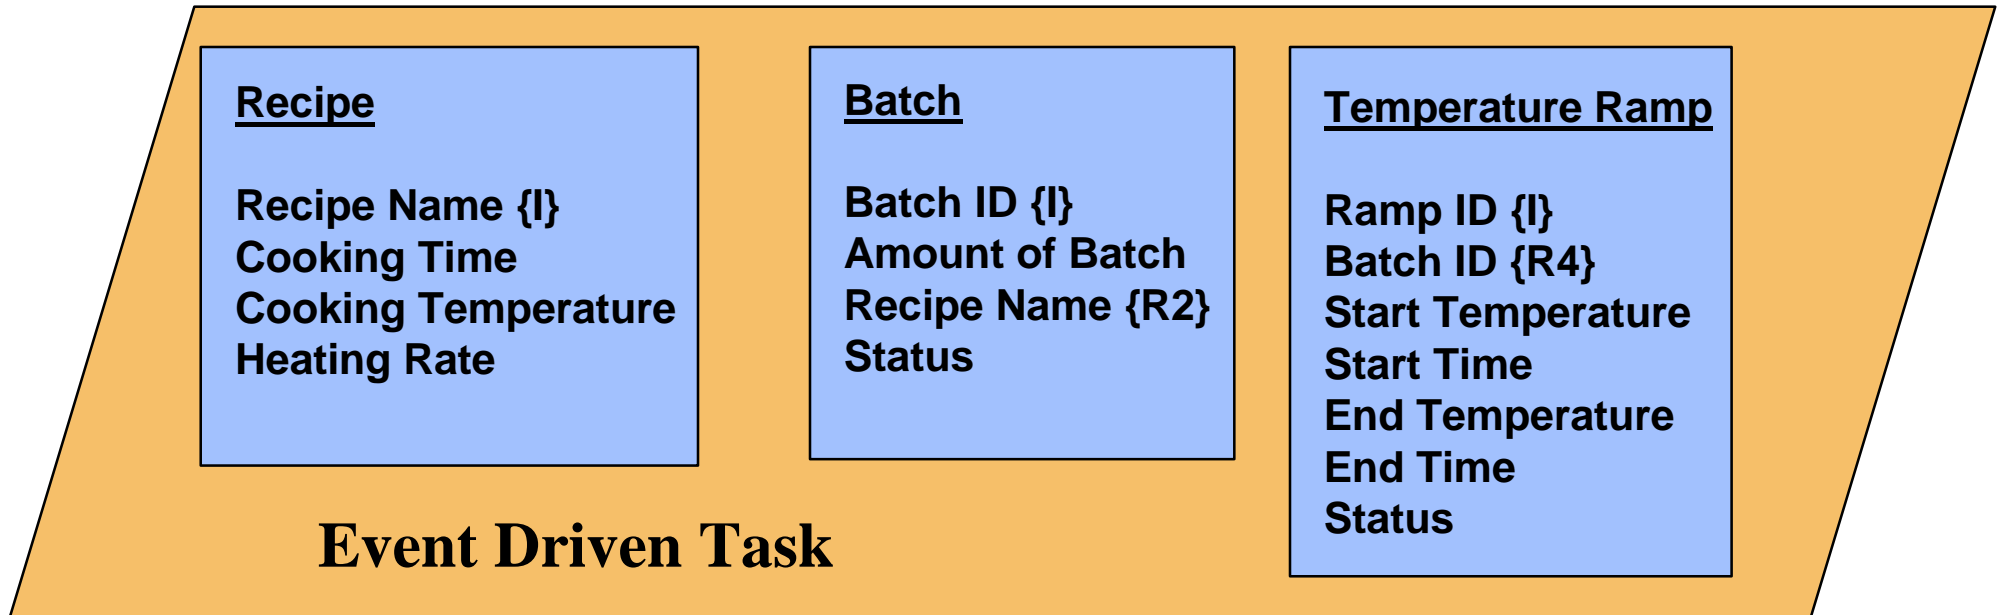 Recipe
Recipe Name {I}
Cooking Time
Cooking Temperature
Heating Rate
Batch
Batch ID {I}
Amount of Batch
Recipe Name {R2}
Status
Temperature Ramp
Ramp ID {I}
Batch ID {R4}
Start Temperature
Start Time
End Temperature
End Time
Status
Event Driven Task